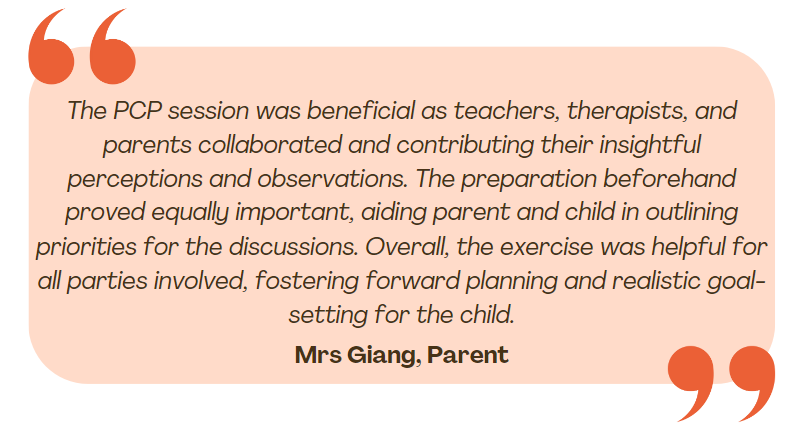 The PCP session was beneficial as teachers, therapists, and
parents collaborated and contributing their insightful
perceptions and observations. The preparation beforehand
proved equally important, aiding parent and child in outlining
priorities for the discussions. Overall, the exercise was helpful for
all parties involved, fostering forward planning and realistic goal-
setting for the child.
Mrs Giang, Parent